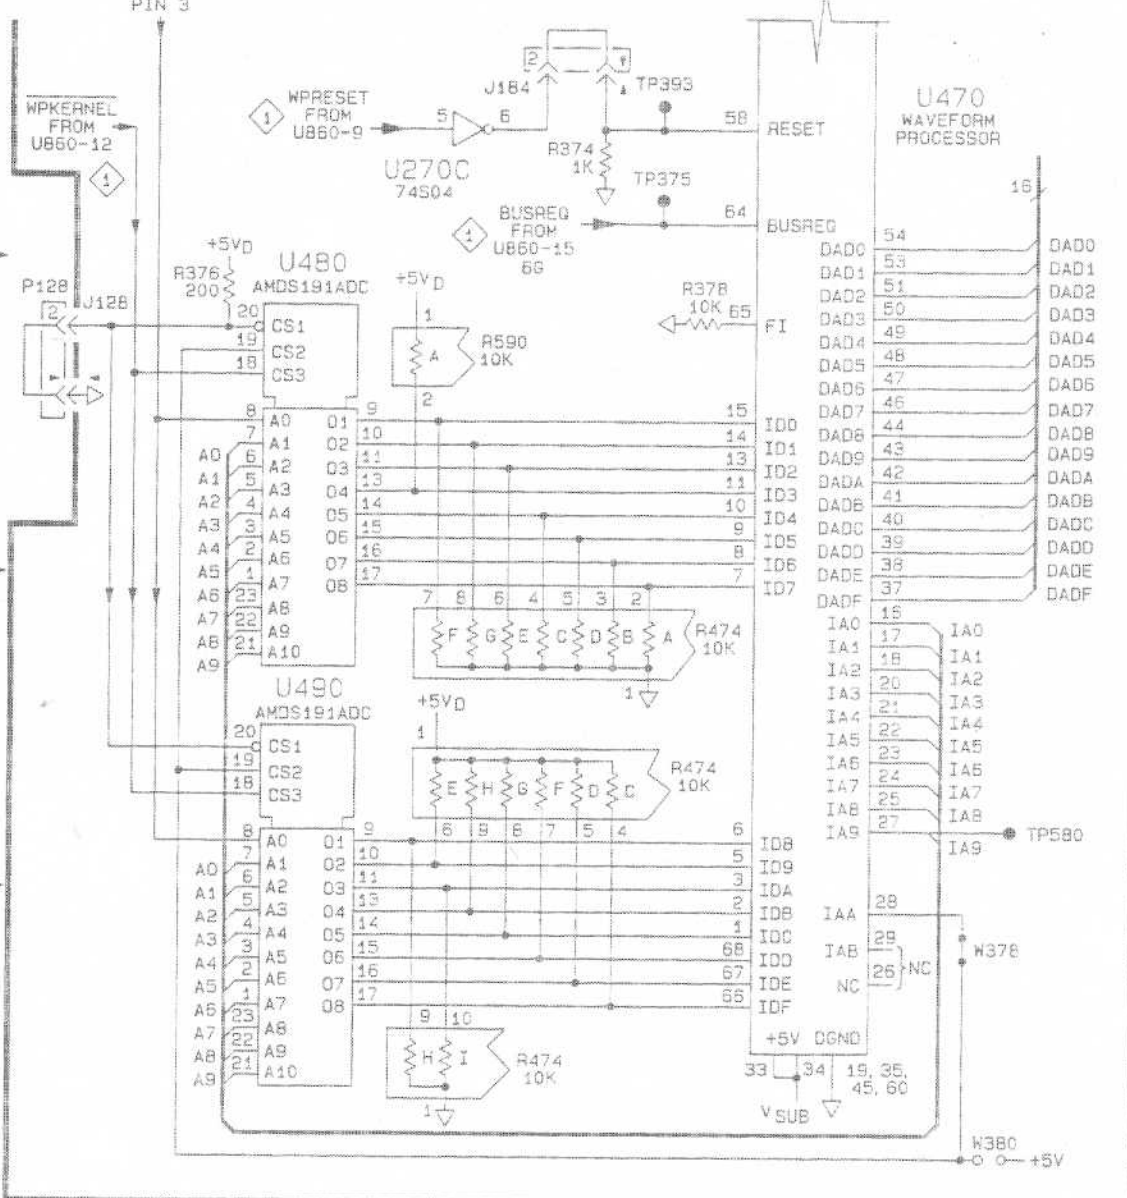 PIN 3
WPKERNEL
FROM
U860-12
1
1
WPRESET
FROM
U860-9
5
6
U270C
74S04
J184
2
TP393
58
RESET
R374
1K
TP375
1
BUSREQ
FROM
U860-15
6G
64
BUSREQ
U470
WAVEFORM
PROCESSOR
16
+5VD
R376
200
U480
AMDS191ADC
P128
2
J128
20
CS1
19
CS2
18
CS3
+5VD
1
A
R590
10K
2
R378
10K
65
FI
DAD0 54 DAD0
DAD1 53 DAD1
DAD2 51 DAD2
DAD3 50 DAD3
DAD4 49 DAD4
DAD5 48 DAD5
DAD6 47 DAD6
DAD7 46 DAD7
DAD8 44 DAD8
DAD9 43 DAD9
DADA 42 DADA
DADB 41 DADB
DADC 40 DADC
DADD 39 DADD
DADE 38 DADE
DADF 37 DADF
8 A0 O1 9 15 ID0
A0 7 A1 O2 10 14 ID1
A1 6 A2 O3 11 13 ID2
A2 5 A3 O4 13 11 ID3
A3 4 A4 O5 14 10 ID4
A4 3 A5 O6 15 9 ID5
A5 2 A6 O7 16 8 ID6
A6 1 A7 O8 17 7 ID7
A7 23 A8
A8 22 A9
A9 21 A10
7 8 6 4 5 3 2
F G E C D B A
R474
10K
1
IA0 16 IA0
IA1 17 IA1
IA2 18 IA2
IA3 20 IA3
IA4 21 IA4
IA5 22 IA5
IA6 23 IA6
IA7 24 IA7
IA8 25 IA8
IA9 27 IA9
TP580
U490
AMDS191ADC
20
CS1
19
CS2
18
CS3
+5VD
1
E H G F D C
R474
10K
6 9 8 7 5 4
8 A0 O1 9 6 ID8
A0 7 A1 O2 10 5 ID9
A1 6 A2 O3 11 3 IDA
A2 5 A3 O4 13 2 IDB
A3 4 A4 O5 14 1 IDC
A4 3 A5 O6 15 68 IDD
A5 2 A6 O7 16 67 IDE
A6 1 A7 O8 17 66 IDF
A7 23 A8
A8 22 A9
A9 21 A10
9 10
H I
R474
10K
1
IAA 28
IAB 29
NC 26
NC
W378
+5V DGND
33
34
19, 35,
45, 60
VSUB
W380
+5V